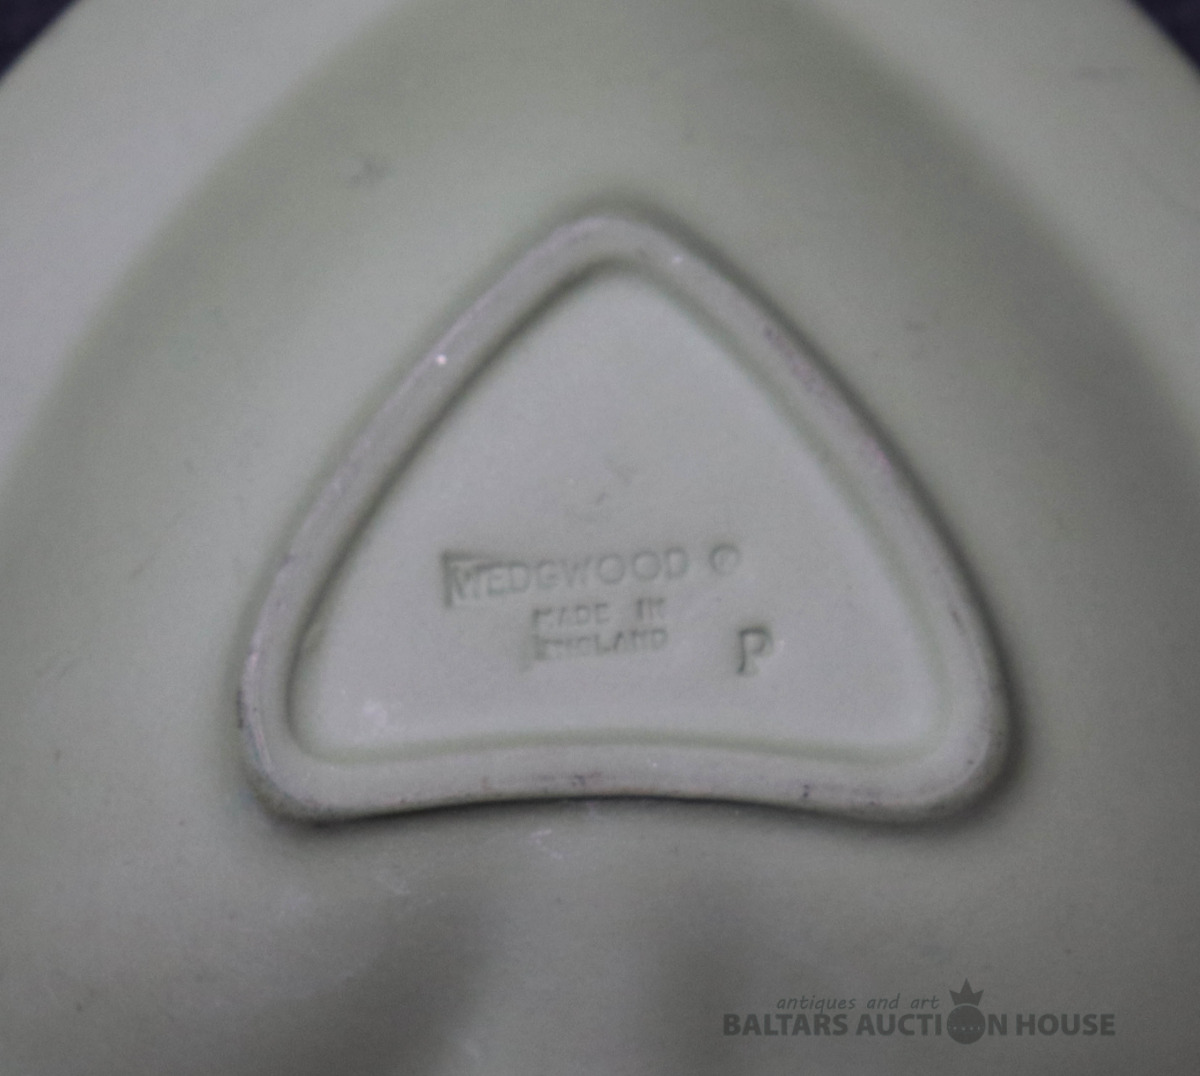 WEDGWOOD ®
MADE IN
ENGLAND
P
antiques and art
BALTARS AUCTION HOUSE